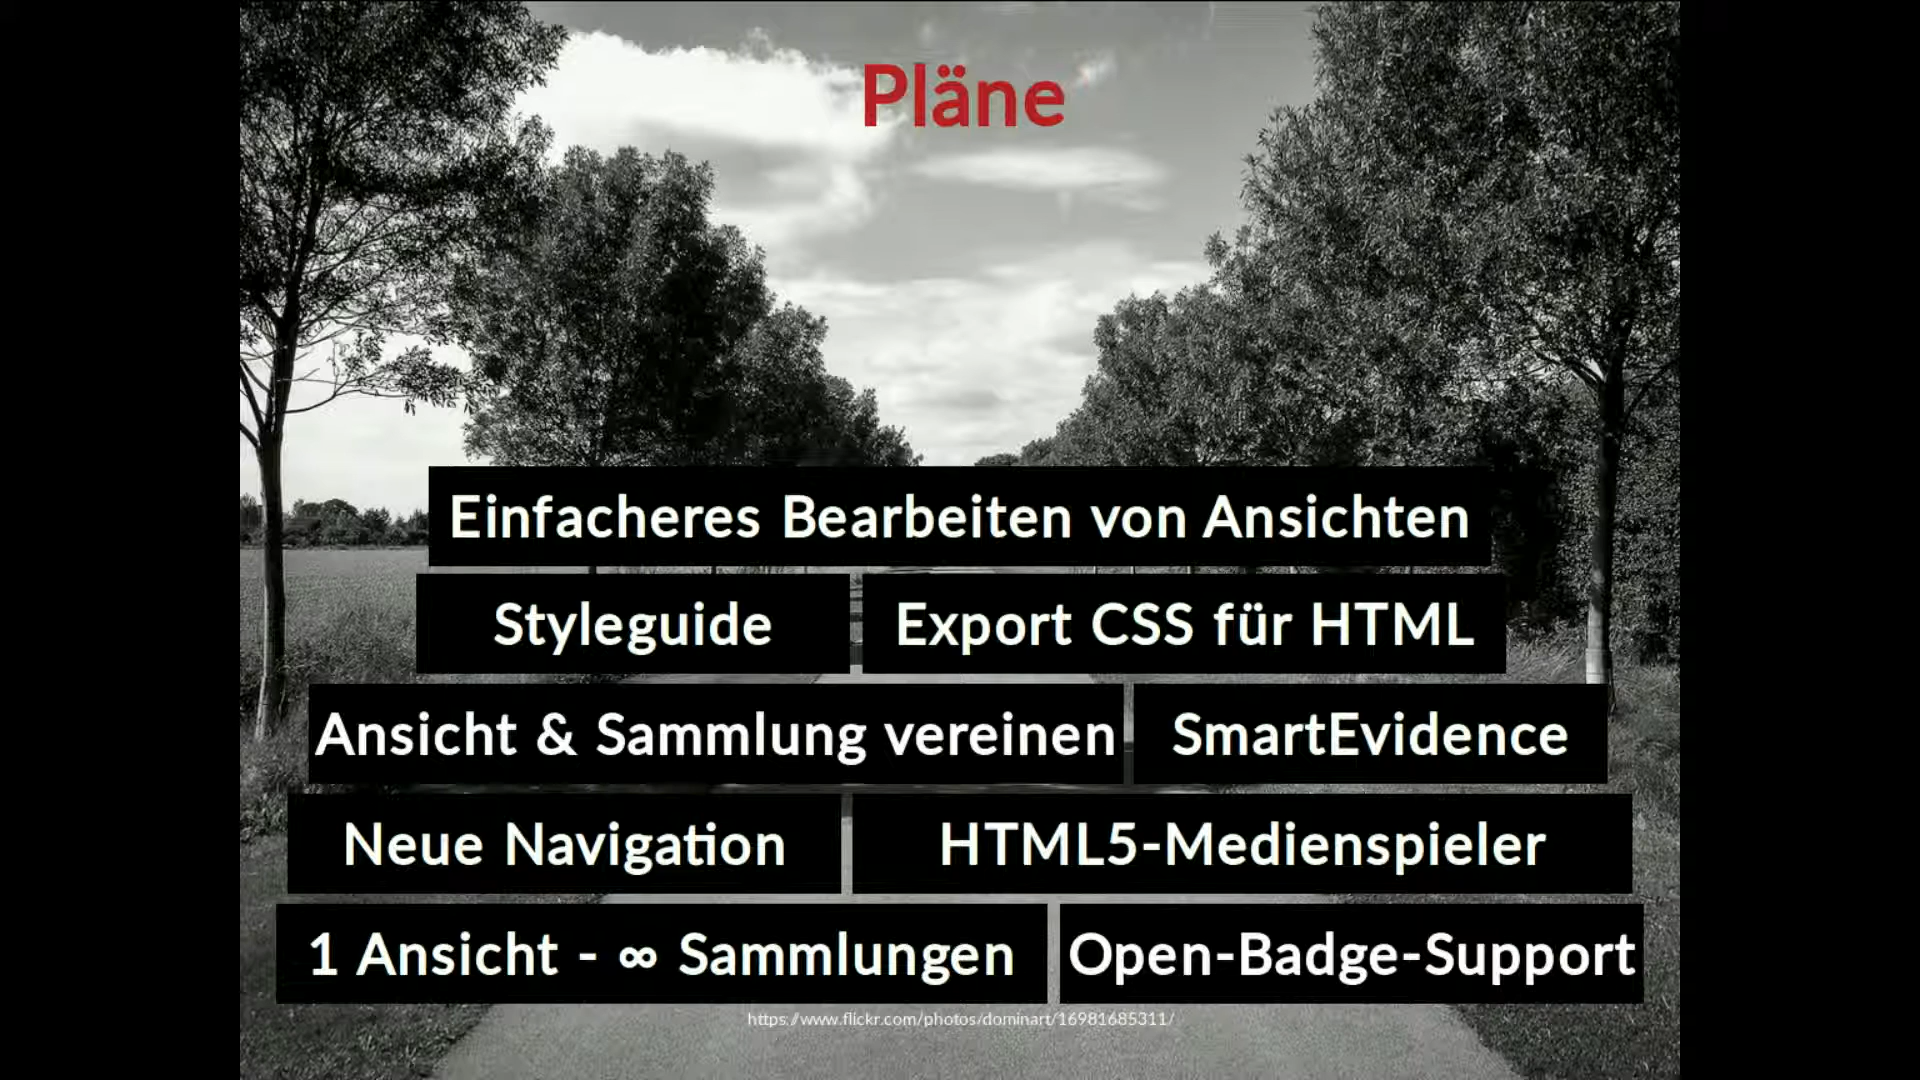 Pläne
Einfacheres Bearbeiten von Ansichten
Styleguide
Export CSS für HTML
Ansicht & Sammlung vereinen
SmartEvidence
Neue Navigation
HTML5-Medienspieler
1 Ansicht - ∞ Sammlungen
Open-Badge-Support
https://www.flickr.com/photos/dominart/16981685311/